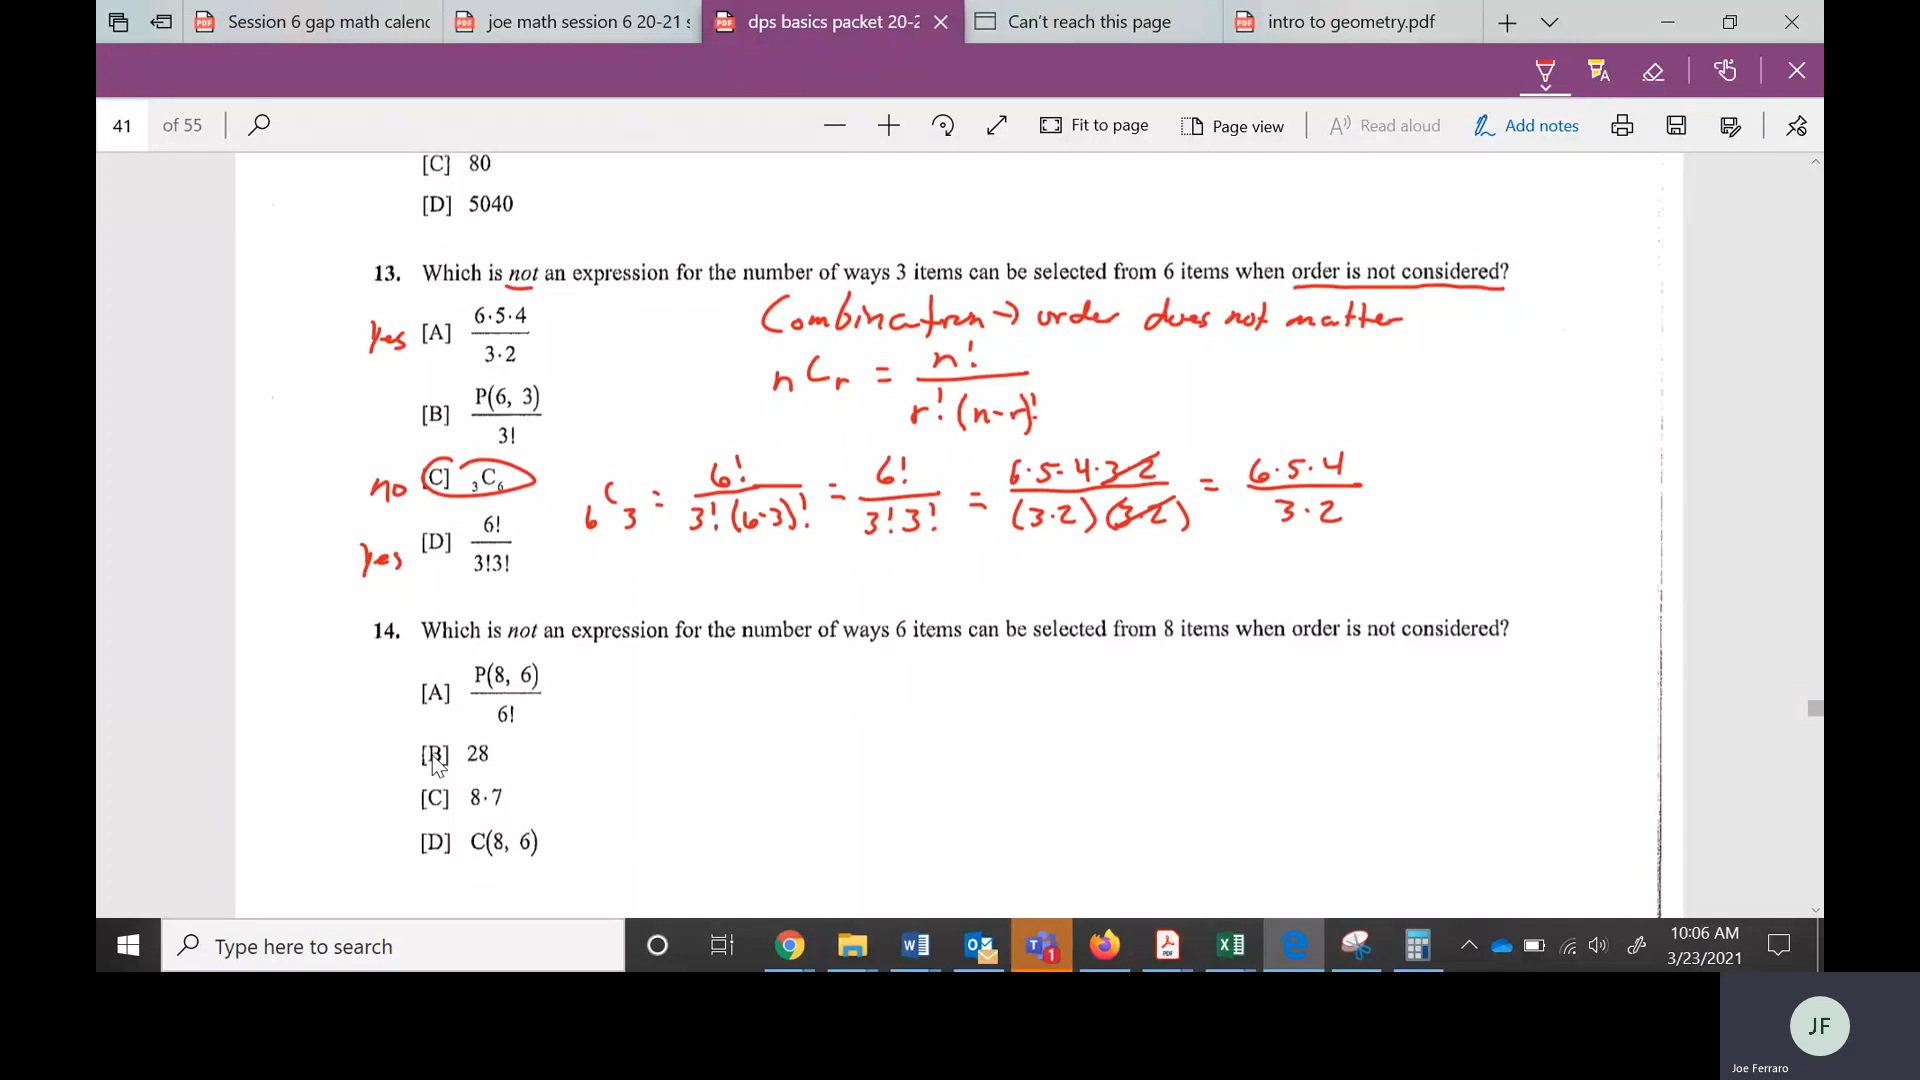 Session 6 gap math calenc
joe math session 6 20-21 s
dps basics packet 20-2
Can't reach this page
intro to geometry.pdf
41 of 55
Fit to page
Page view
Read aloud
Add notes
[C] 80
[D] 5040
13. Which is not an expression for the number of ways 3 items can be selected from 6 items when order is not considered?
Combination → order does not matter
yes [A] 6·5·4 / 3·2
nCr = n! / r!(n-r)!
[B] P(6, 3) / 3!
no [C] ₃C₆
6C3 = 6! / 3!(6-3)! = 6! / 3!3! = 6·5·4·3·2 / (3·2)(3·2) = 6·5·4 / 3·2
yes [D] 6! / 3!3!
14. Which is not an expression for the number of ways 6 items can be selected from 8 items when order is not considered?
[A] P(8, 6) / 6!
[B] 28
[C] 8·7
[D] C(8, 6)
Type here to search
1
10:06 AM
3/23/2021
JF
Joe Ferraro